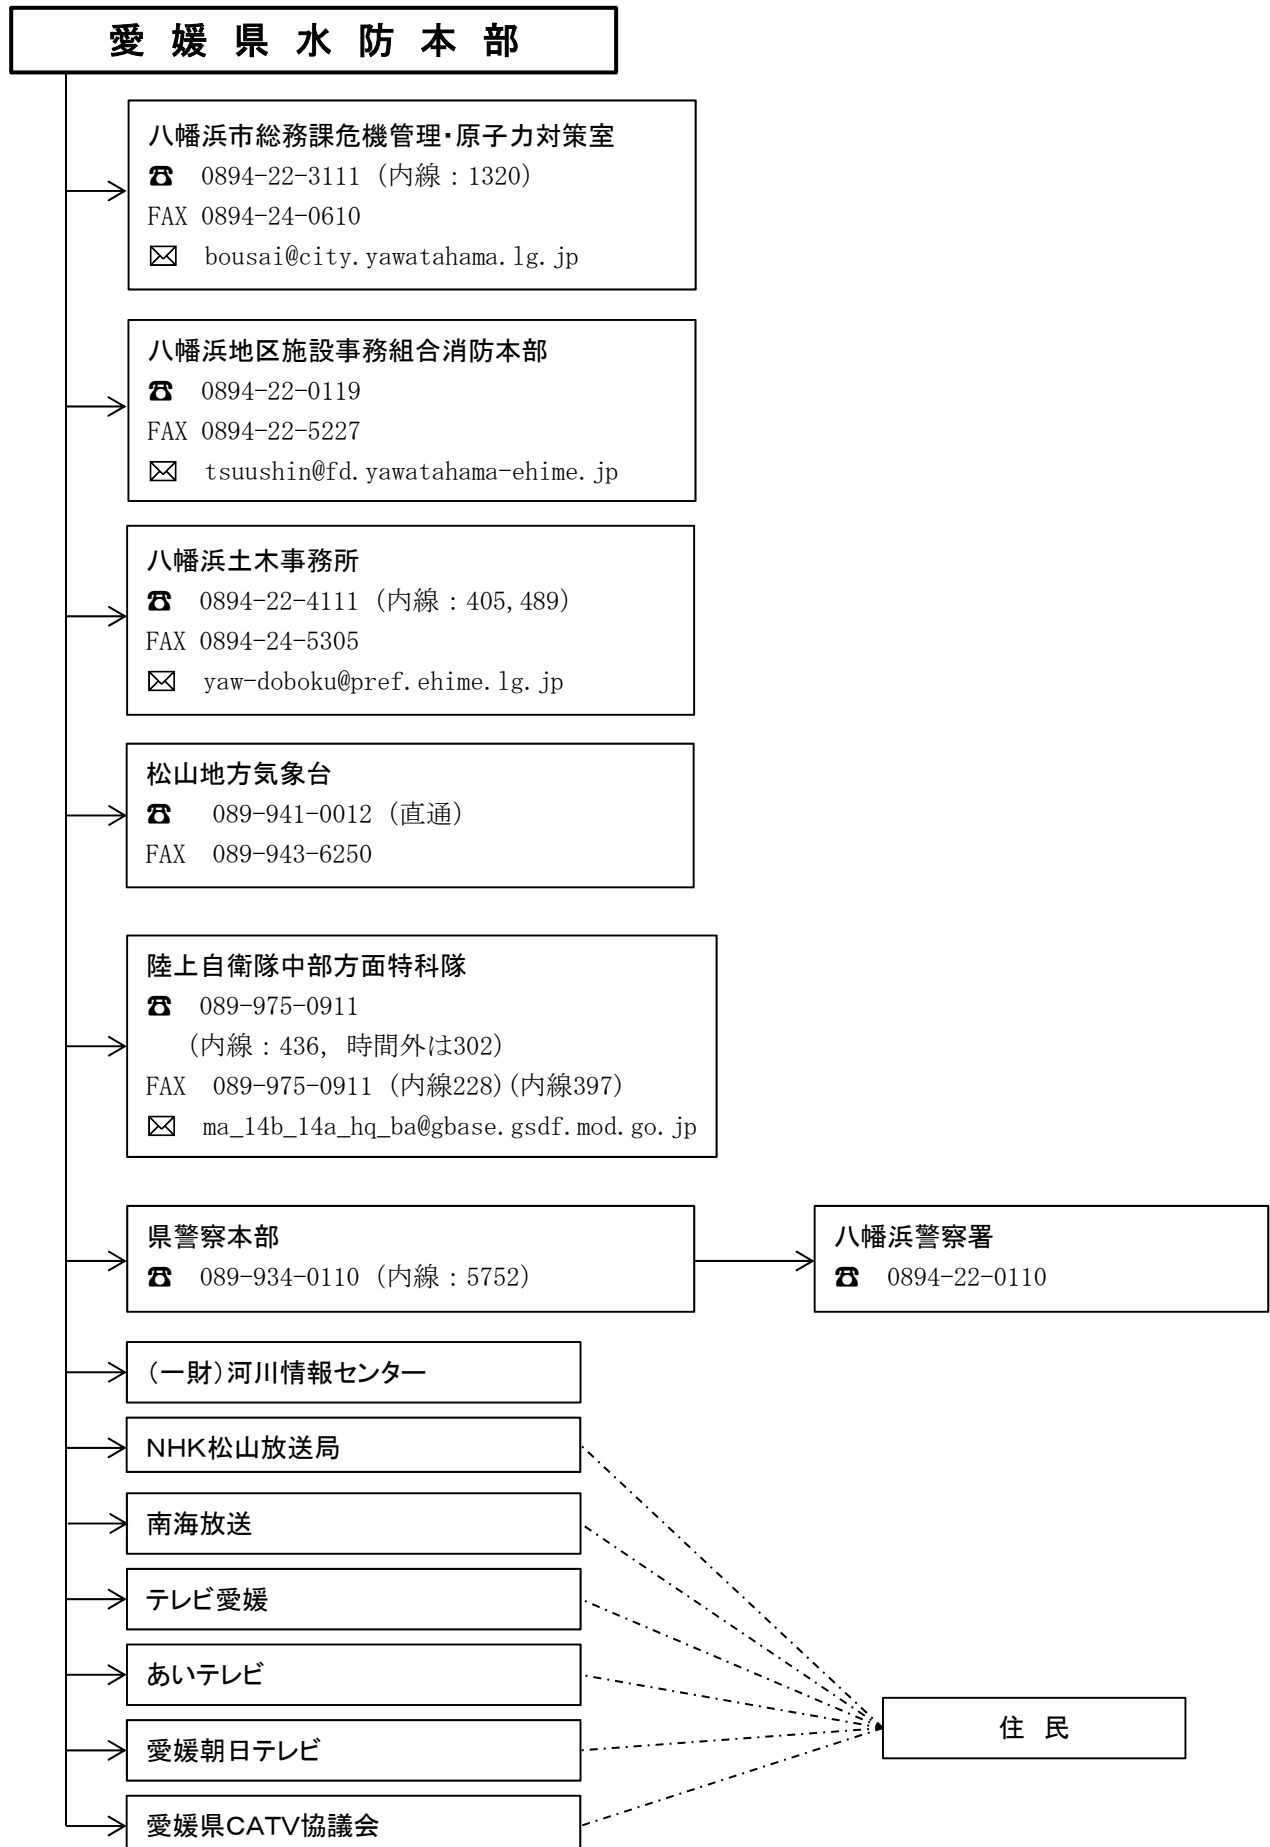 愛媛県水防本部
八幡浜市総務課危機管理・原子力対策室
☎ 0894-22-3111 (内線：1320)
FAX 0894-24-0610
✉ bousai@city.yawatahama.lg.jp
八幡浜地区施設事務組合消防本部
☎ 0894-22-0119
FAX 0894-22-5227
✉ tsuushin@fd.yawatahama-ehime.jp
八幡浜土木事務所
☎ 0894-22-4111 (内線：405,489)
FAX 0894-24-5305
✉ yaw-doboku@pref.ehime.lg.jp
松山地方気象台
☎ 089-941-0012 (直通)
FAX 089-943-6250
陸上自衛隊中部方面特科隊
☎ 089-975-0911
(内線：436, 時間外は302)
FAX 089-975-0911 (内線228)(内線397)
✉ ma_14b_14a_hq_ba@gbase.gsdf.mod.go.jp
県警察本部
☎ 089-934-0110 (内線：5752)
八幡浜警察署
☎ 0894-22-0110
(一財)河川情報センター
NHK松山放送局
南海放送
テレビ愛媛
あいテレビ
愛媛朝日テレビ
愛媛県CATV協議会
住 民